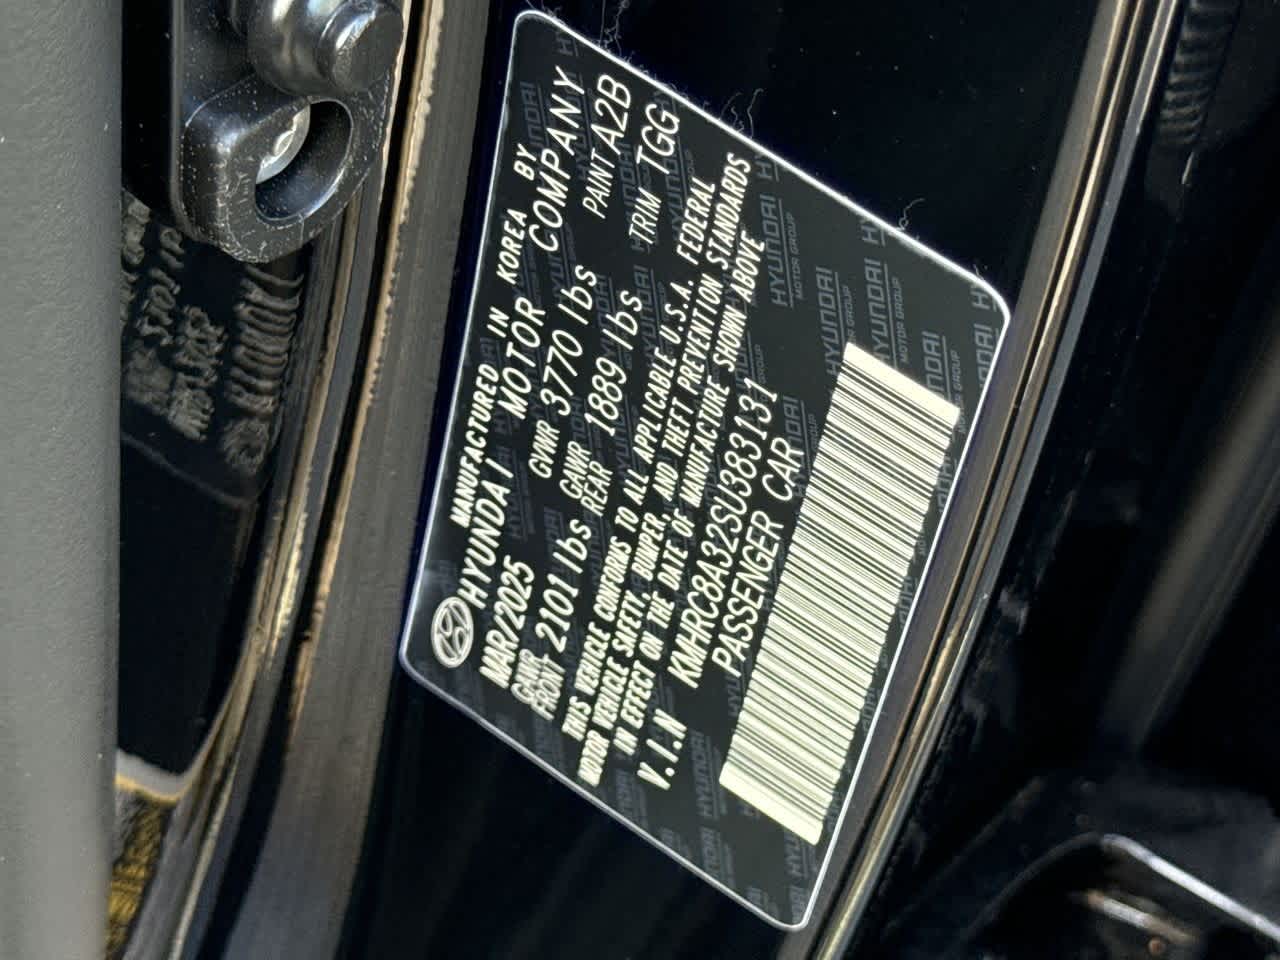 MANUFACTURED IN KOREA BY
HYUNDAI MOTOR COMPANY
MAR/2025 GVWR 3770 lbs PAINT A2B
GAWR FRONT 2101 lbs GAWR REAR 1889 lbs TRIM TGG
THIS VEHICLE CONFORMS TO ALL APPLICABLE U.S.A. FEDERAL
MOTOR VEHICLE SAFETY, BUMPER, AND THEFT PREVENTION STANDARDS
IN EFFECT ON THE DATE OF MANUFACTURE SHOWN ABOVE
V.I.N KMHRC8A32SU383131
PASSENGER CAR
HYUNDAI
MOTOR GROUP